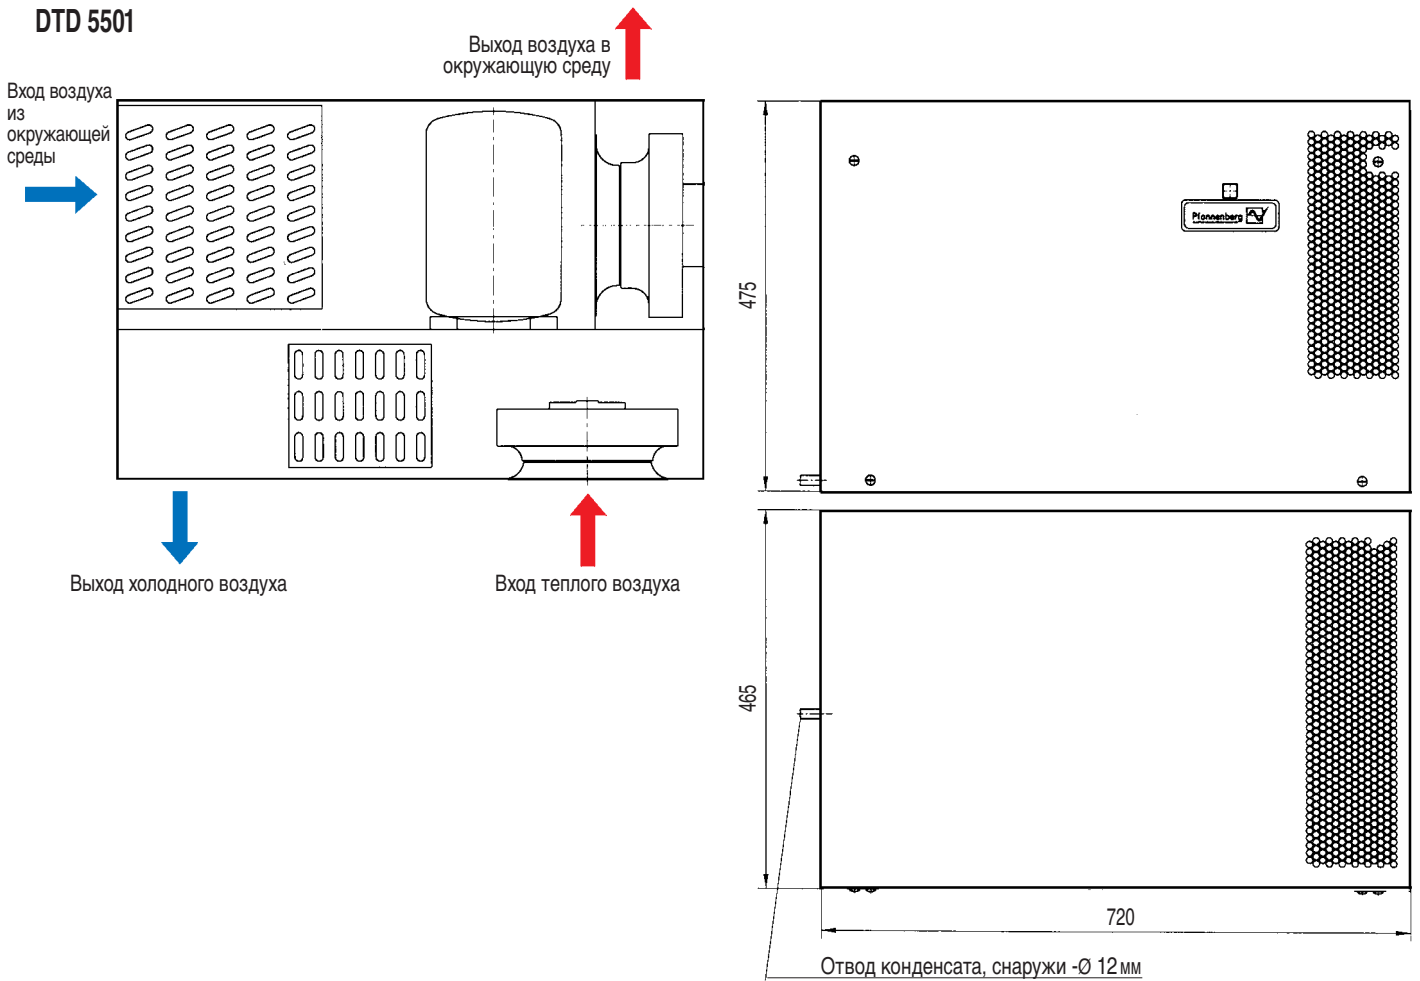 DTD 5501
Выход воздуха в
окружающую среду
Вход воздуха
из
окружающей
среды
Выход холодного воздуха
Вход теплого воздуха
475
Pfannenberg
465
720
Отвод конденсата, снаружи -Ø 12 мм